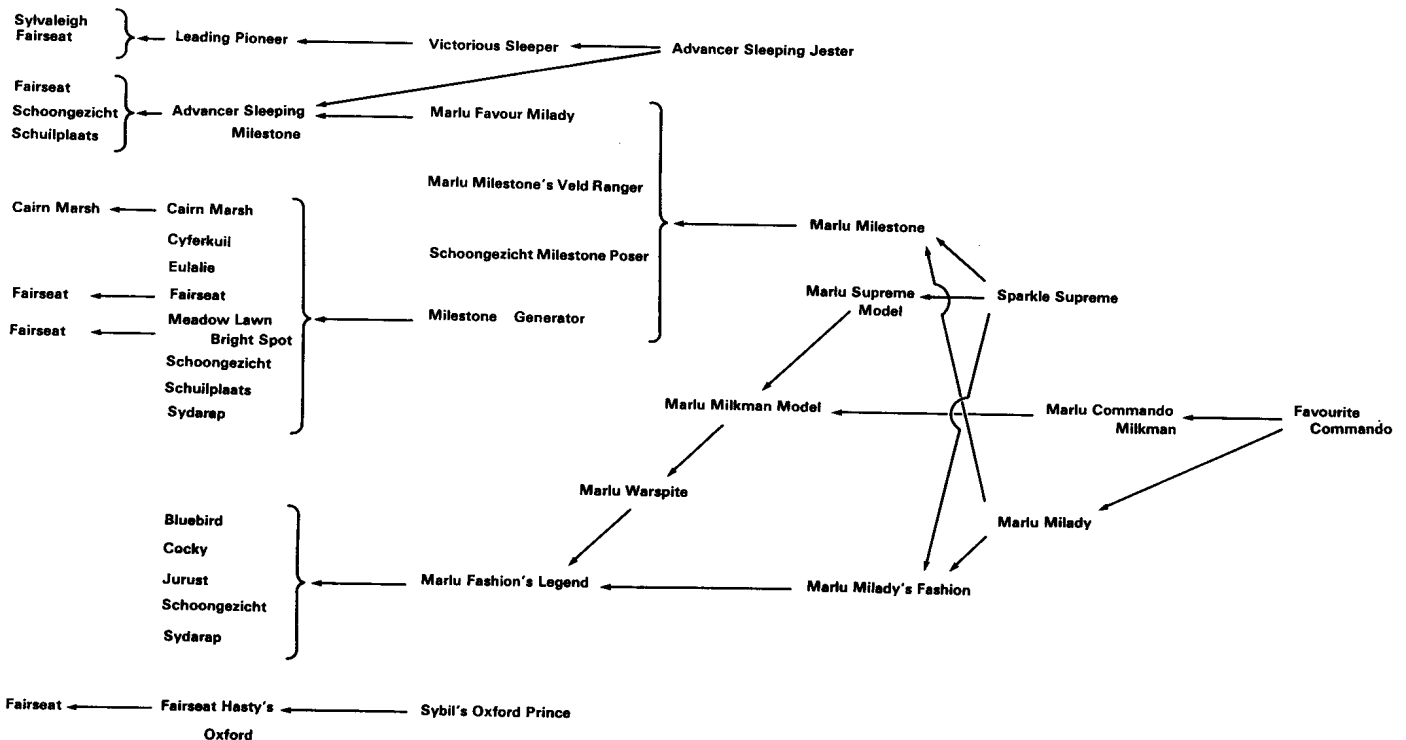 Sylvaleigh
Fairseat
Leading Pioneer
Victorious Sleeper
Advancer Sleeping Jester
Fairseat
Schoongezicht
Schuilplaats
Advancer Sleeping
Milestone
Marlu Favour Milady
Marlu Milestone's Veld Ranger
Schoongezicht Milestone Poser
Milestone Generator
Marlu Milestone
Cairn Marsh
Cairn Marsh
Cyferkuil
Eulalie
Fairseat
Fairseat
Fairseat
Meadow Lawn
Bright Spot
Schoongezicht
Schuilplaats
Sydarap
Marlu Supreme
Model
Sparkle Supreme
Marlu Milkman Model
Marlu Commando
Milkman
Favourite
Commando
Marlu Warspite
Marlu Milady
Bluebird
Cocky
Jurust
Schoongezicht
Sydarap
Marlu Fashion's Legend
Marlu Milady's Fashion
Fairseat
Fairseat Hasty's
Oxford
Sybil's Oxford Prince